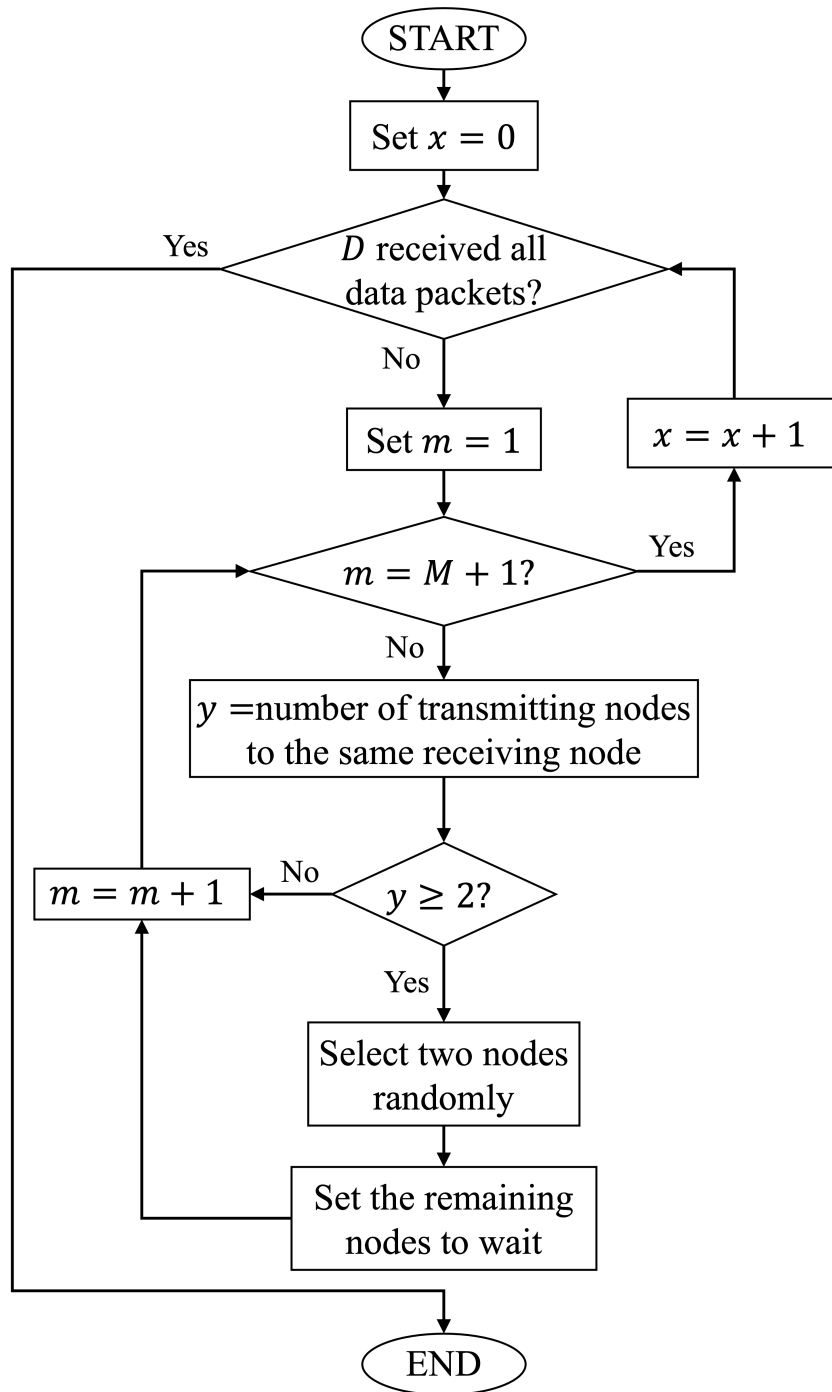 START
Set x = 0
Yes
D received all
data packets?
No
Set m = 1
x = x + 1
m = M + 1?
Yes
No
y =number of transmitting nodes
to the same receiving node
m = m + 1
No
y ≥ 2?
Yes
Select two nodes
randomly
Set the remaining
nodes to wait
END